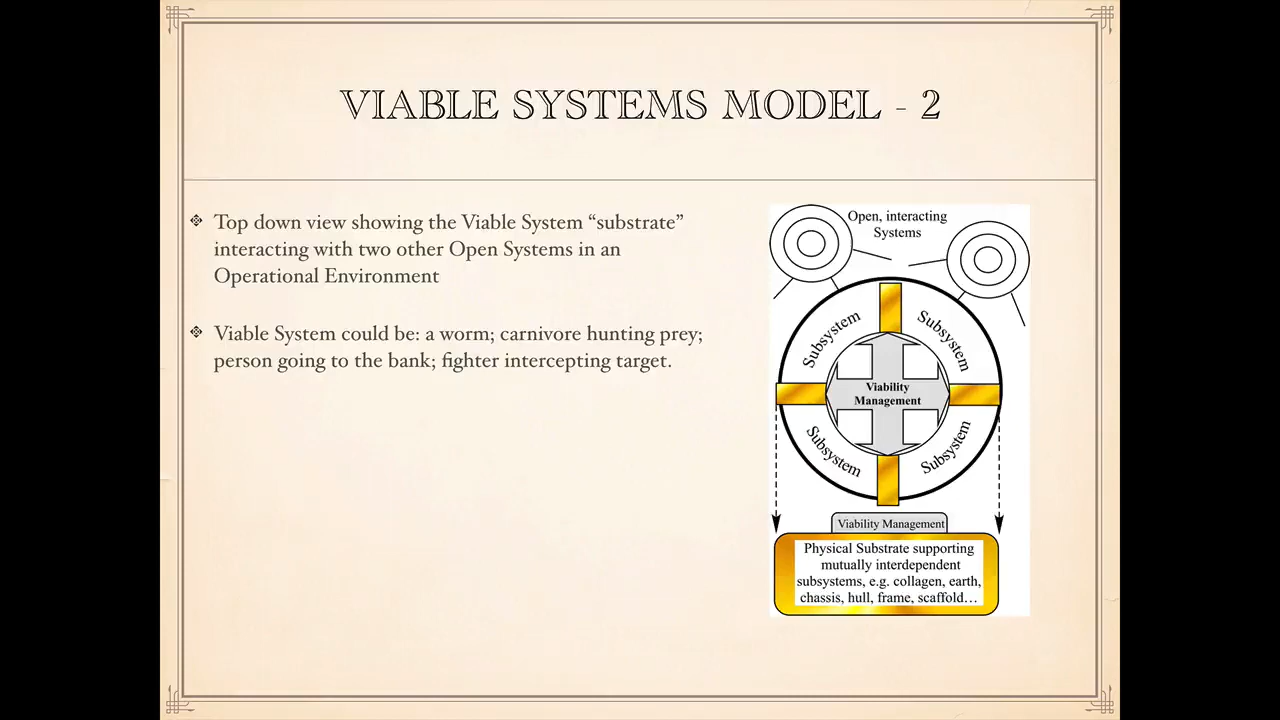 VIABLE SYSTEMS MODEL - 2
Top down view showing the Viable System “substrate”
interacting with two other Open Systems in an
Operational Environment
Viable System could be: a worm; carnivore hunting prey;
person going to the bank; fighter intercepting target.
Open, interacting
Systems
Subsystem
Subsystem
Viability
Management
Subsystem
Subsystem
Viability Management
Physical Substrate supporting
mutually interdependent
subsystems, e.g. collagen, earth,
chassis, hull, frame, scaffold…